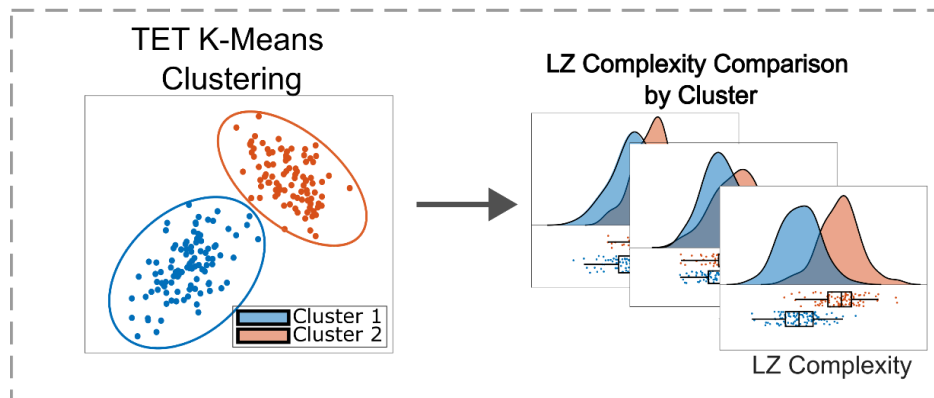 TET K-Means
Clustering
Cluster 1
Cluster 2
LZ Complexity Comparison
by Cluster
LZ Complexity